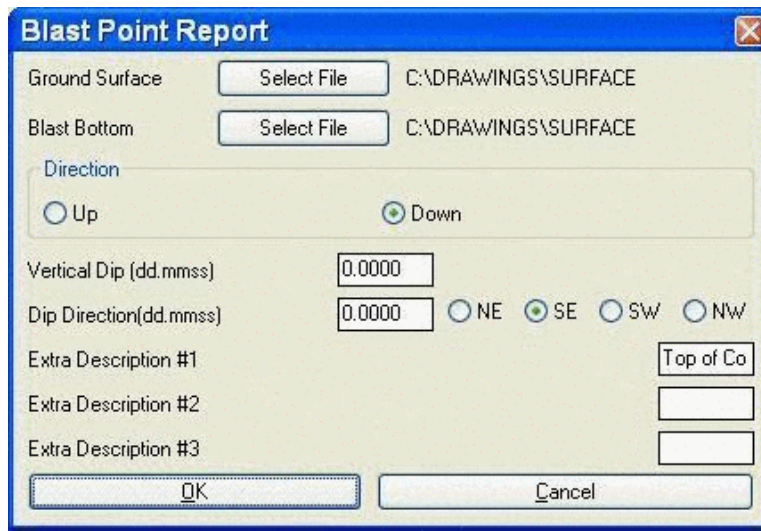 Blast Point Report
Ground Surface Select File C:\DRAWINGS\SURFACE
Blast Bottom Select File C:\DRAWINGS\SURFACE
Direction
Up Down
Vertical Dip (dd.mmss) 0.0000
Dip Direction(dd.mmss) 0.0000 NE SE SW NW
Extra Description #1 Top of Co
Extra Description #2
Extra Description #3
OK Cancel